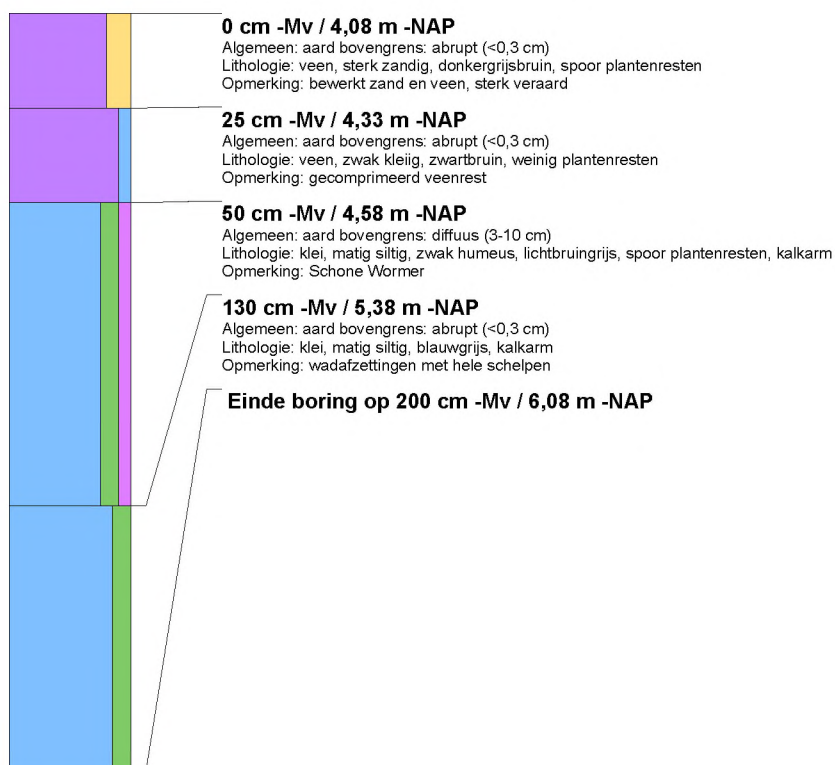 0 cm -Mv / 4,08 m -NAP
Algemeen: aard bovengrens: abrupt (<0,3 cm)
Lithologie: veen, sterk zandig, donkergrijsbruin, spoor plantenresten
Opmerking: bewerkt zand en veen, sterk veraard
25 cm -Mv / 4,33 m -NAP
Algemeen: aard bovengrens: abrupt (<0,3 cm)
Lithologie: veen, zwak kleiig, zwartbruin, weinig plantenresten
Opmerking: gecomprimeerd veenrest
50 cm -Mv / 4,58 m -NAP
Algemeen: aard bovengrens: diffuus (3-10 cm)
Lithologie: klei, matig siltig, zwak humeus, lichtbruingrijs, spoor plantenresten, kalkarm
Opmerking: Schone Wormer
130 cm -Mv / 5,38 m -NAP
Algemeen: aard bovengrens: abrupt (<0,3 cm)
Lithologie: klei, matig siltig, blauwgrijs, kalkarm
Opmerking: wadafzettingen met hele schelpen
Einde boring op 200 cm -Mv / 6,08 m -NAP